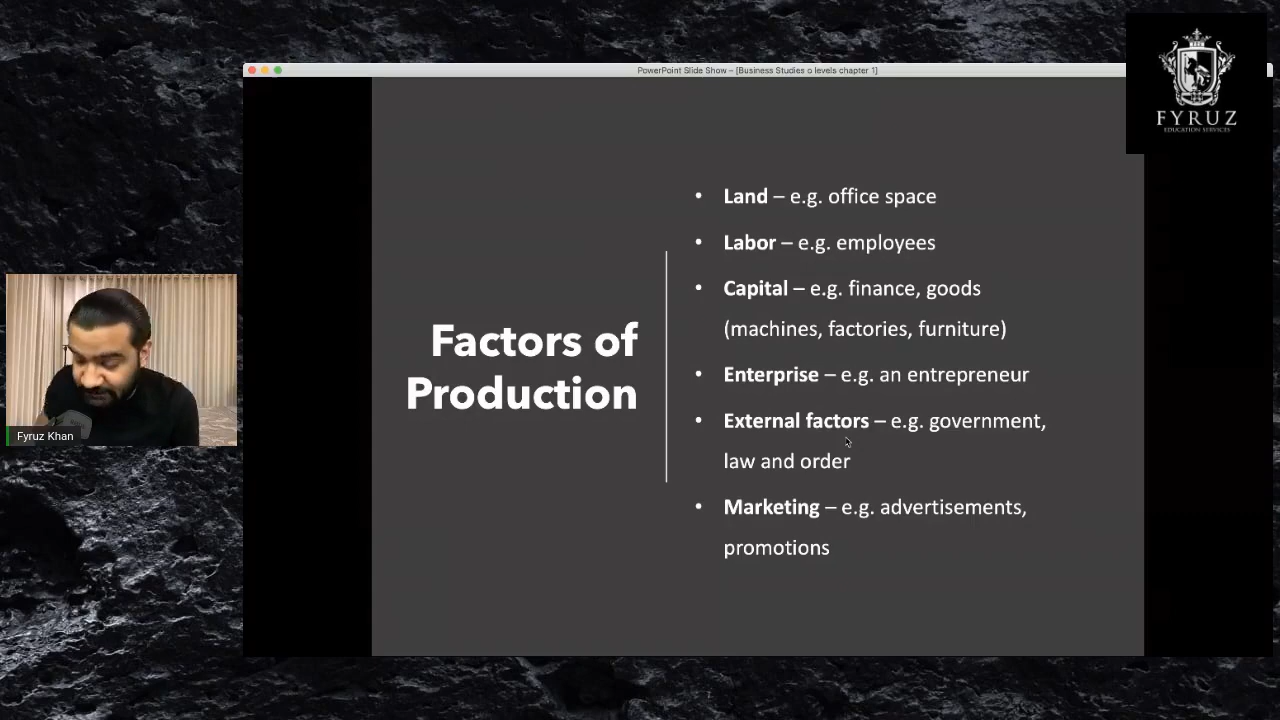 PowerPoint Slide Show – [Business Studies o levels chapter 1]
FYRUZ
EDUCATION SERVICES
• Land – e.g. office space
• Labor – e.g. employees
• Capital – e.g. finance, goods
(machines, factories, furniture)
Factors of
Production
• Enterprise – e.g. an entrepreneur
• External factors – e.g. government,
law and order
• Marketing – e.g. advertisements,
promotions
Fyruz Khan